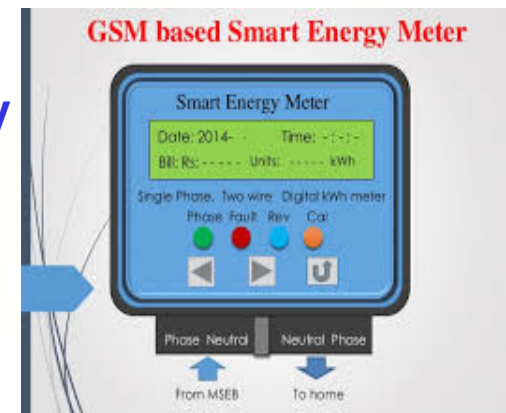 GSM based Smart Energy Meter
y
Smart Energy Meter
Date: 2014- - Time: -:-:-
Bill: Rs: - - - - - Units: - - - - - kWh
Single Phase, Two wire Digital kWh meter
Phase Fault Rev Cal
Phase Neutral Neutral Phase
From MSEB To home